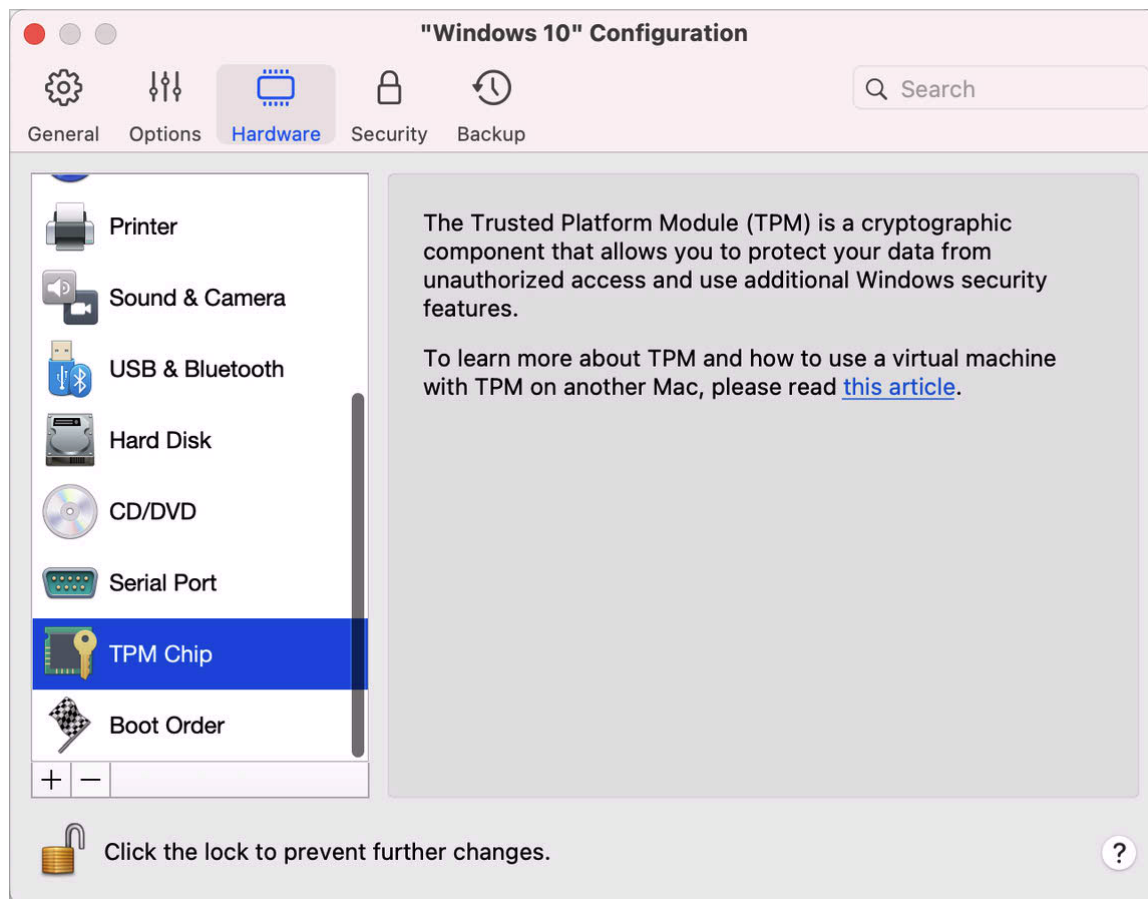 "Windows 10" Configuration
General
Options
Hardware
Security
Backup
Search
Printer
Sound & Camera
USB & Bluetooth
Hard Disk
CD/DVD
Serial Port
TPM Chip
Boot Order
The Trusted Platform Module (TPM) is a cryptographic
component that allows you to protect your data from
unauthorized access and use additional Windows security
features.
To learn more about TPM and how to use a virtual machine
with TPM on another Mac, please read this article.
Click the lock to prevent further changes.
?